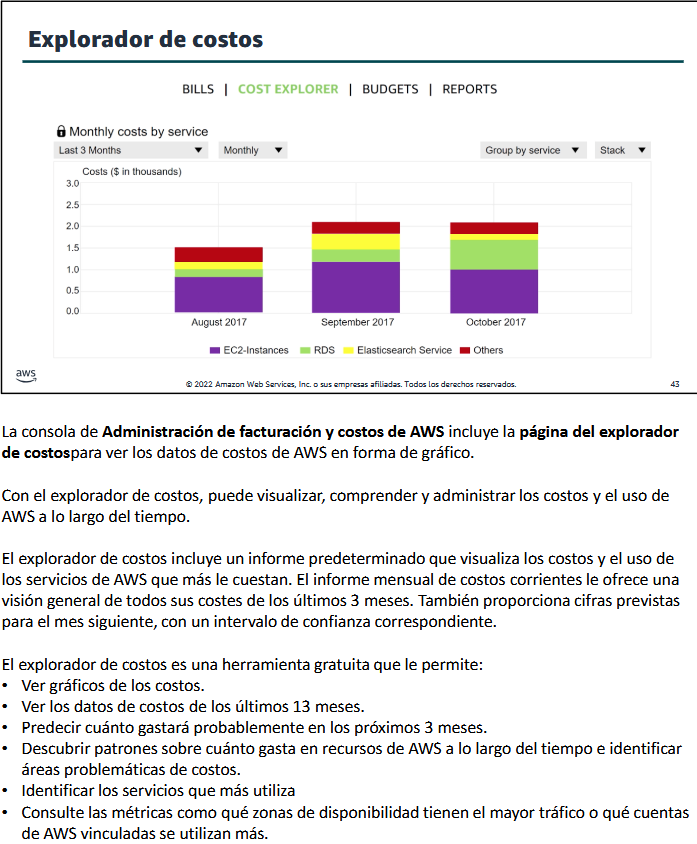 Explorador de costos
BILLS | COST EXPLORER | BUDGETS | REPORTS
Monthly costs by service
Last 3 Months Monthly Group by service Stack
Costs ($ in thousands)
3.0
2.5
2.0
1.5
1.0
0.5
0.0
August 2017 September 2017 October 2017
EC2-Instances RDS Elasticsearch Service Others
aws
© 2022 Amazon Web Services, Inc. o sus empresas afiliadas. Todos los derechos reservados. 43
La consola de Administración de facturación y costos de AWS incluye la página del explorador
de costospara ver los datos de costos de AWS en forma de gráfico.
Con el explorador de costos, puede visualizar, comprender y administrar los costos y el uso de
AWS a lo largo del tiempo.
El explorador de costos incluye un informe predeterminado que visualiza los costos y el uso de
los servicios de AWS que más le cuestan. El informe mensual de costos corrientes le ofrece una
visión general de todos sus costes de los últimos 3 meses. También proporciona cifras previstas
para el mes siguiente, con un intervalo de confianza correspondiente.
El explorador de costos es una herramienta gratuita que le permite:
• Ver gráficos de los costos.
• Ver los datos de costos de los últimos 13 meses.
• Predecir cuánto gastará probablemente en los próximos 3 meses.
• Descubrir patrones sobre cuánto gasta en recursos de AWS a lo largo del tiempo e identificar
áreas problemáticas de costos.
• Identificar los servicios que más utiliza
• Consulte las métricas como qué zonas de disponibilidad tienen el mayor tráfico o qué cuentas
de AWS vinculadas se utilizan más.